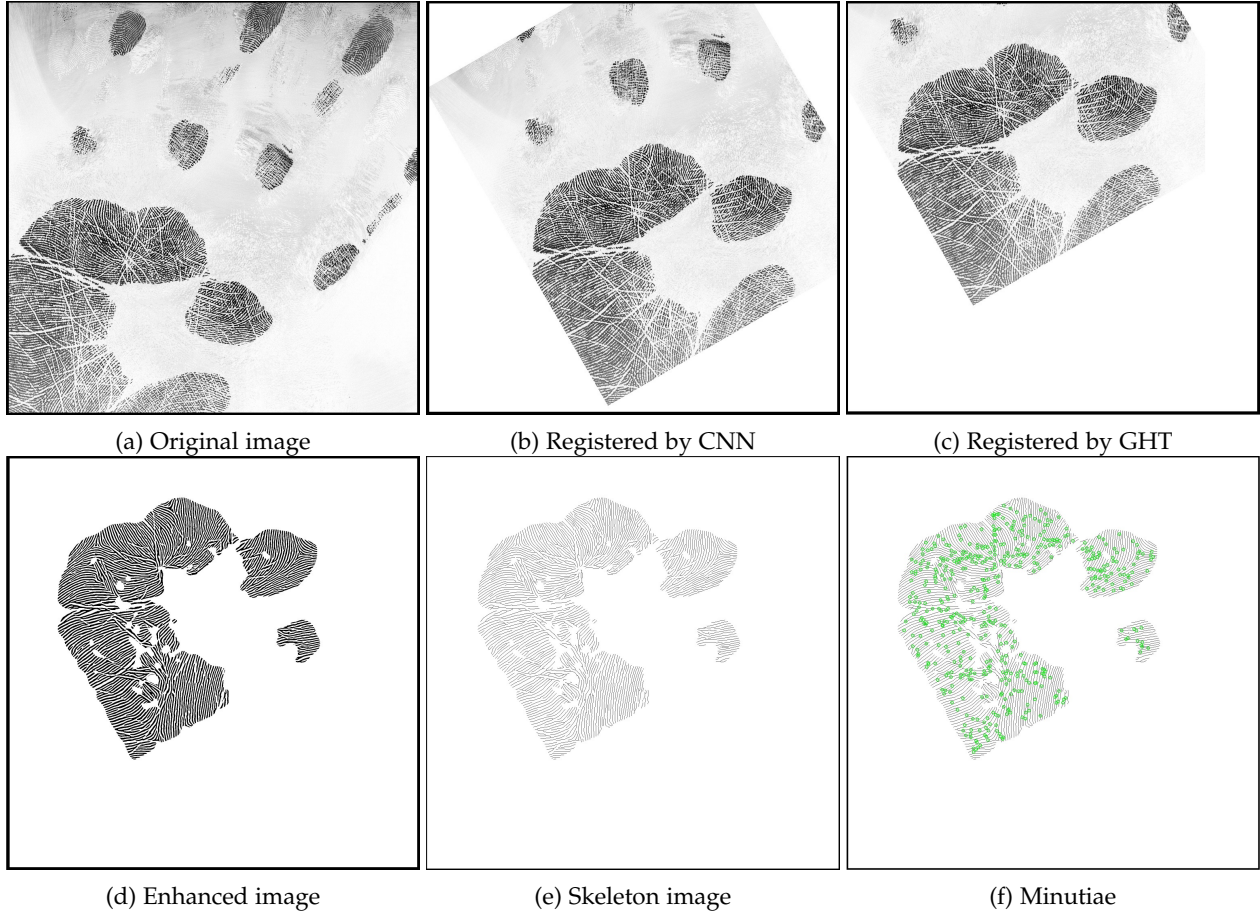 (a) Original image
(b) Registered by CNN
(c) Registered by GHT
(d) Enhanced image
(e) Skeleton image
(f) Minutiae